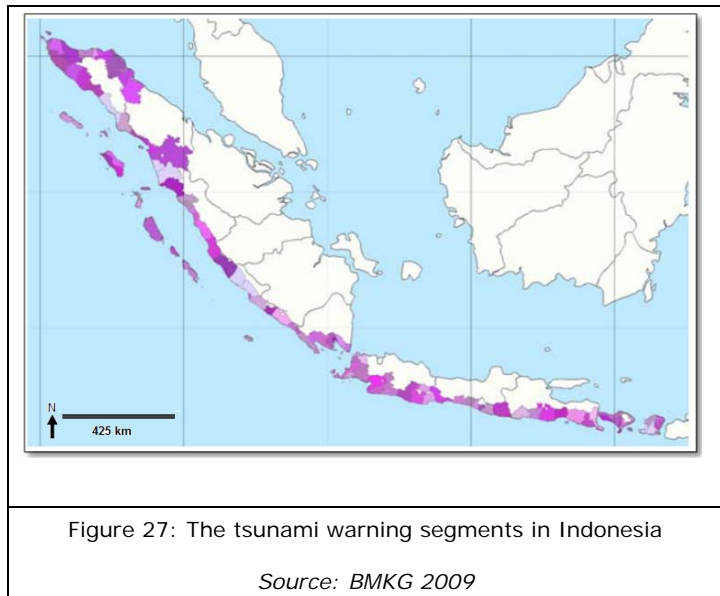 N
425 km
Figure 27: The tsunami warning segments in Indonesia
Source: BMKG 2009